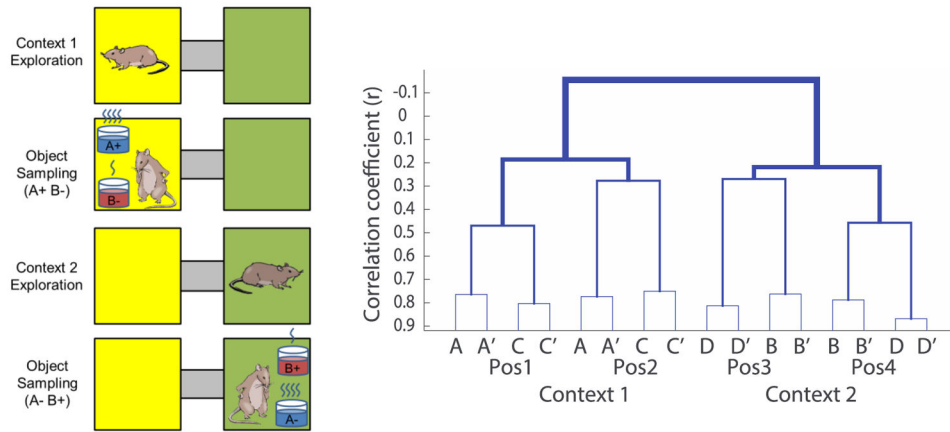 Context 1
Exploration
A+
B-
Object
Sampling
(A+ B-)
Context 2
Exploration
B+
A-
Object
Sampling
(A- B+)
Correlation coefficient (r)
-0.1
0
0.1
0.2
0.3
0.4
0.5
0.6
0.7
0.8
0.9
A A′ C C′ A A′ C C′ D D′ B B′ B B′ D D′
Pos1 Pos2 Pos3 Pos4
Context 1 Context 2